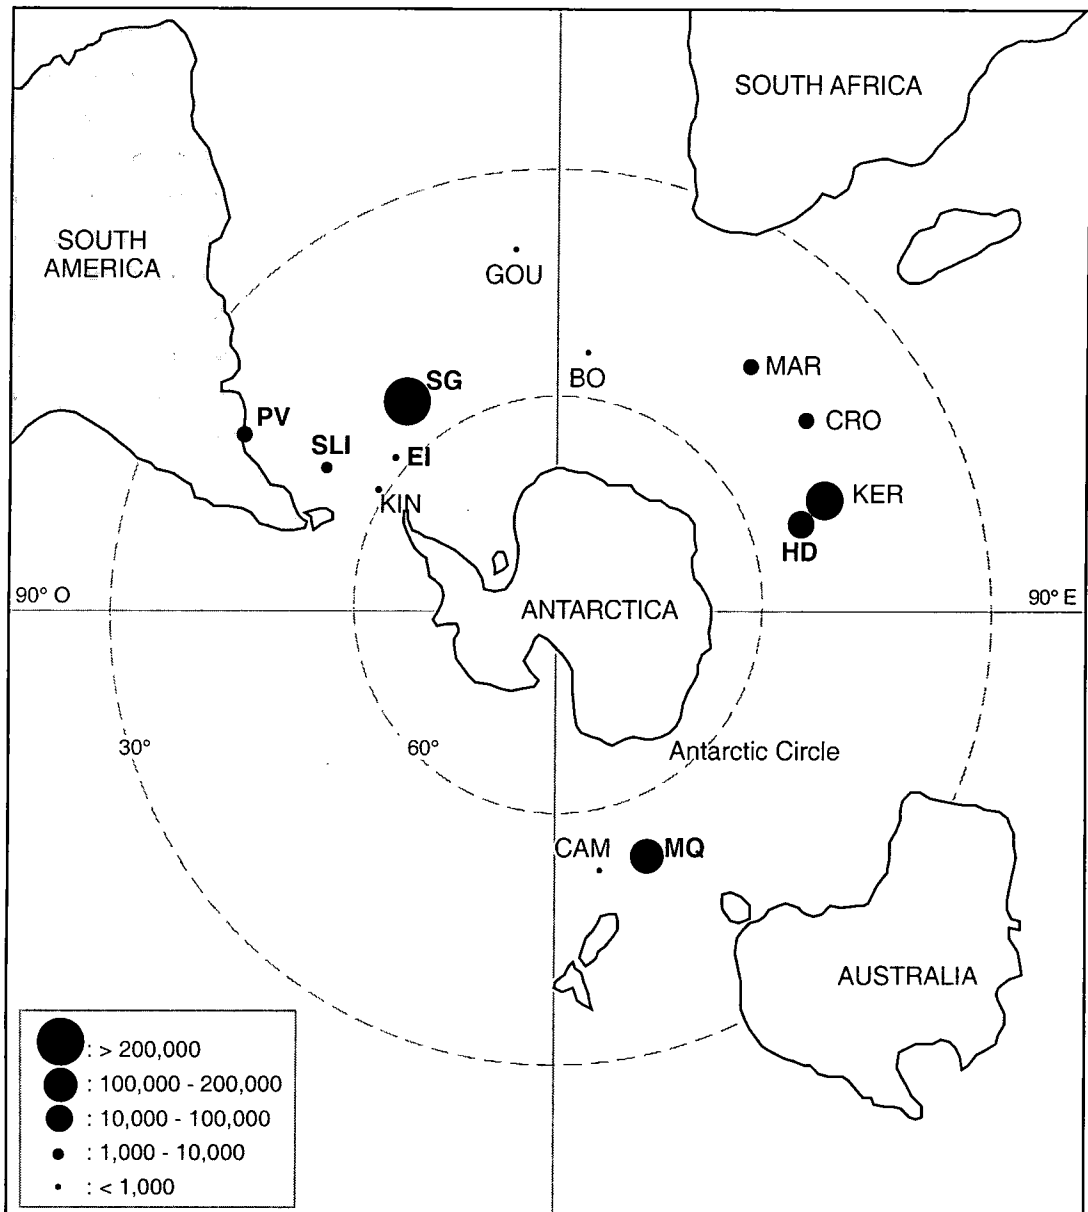 SOUTH AFRICA
SOUTH
AMERICA
GOU
BO
MAR
SG
CRO
PV
SLI
EI
KIN
KER
HD
90° O
ANTARCTICA
90° E
30°
60°
Antarctic Circle
CAM
MQ
AUSTRALIA
: > 200,000
: 100,000 - 200,000
: 10,000 - 100,000
: 1,000 - 10,000
: < 1,000